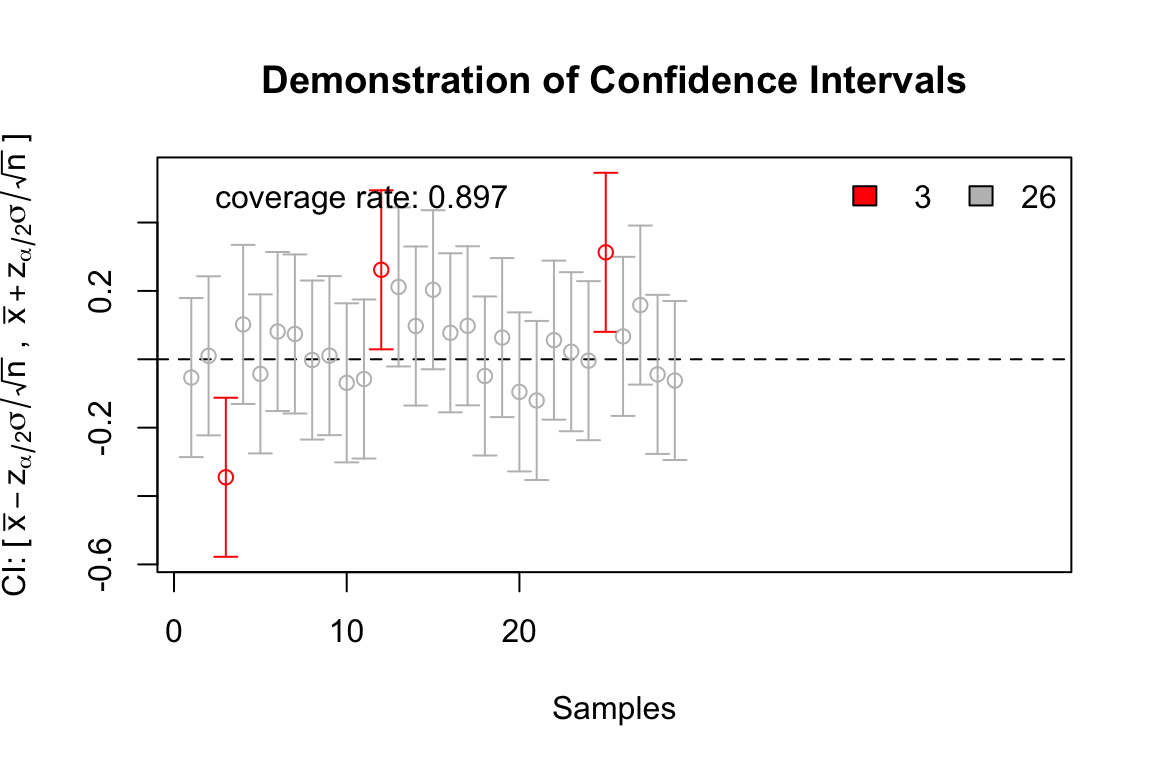 Demonstration of Confidence Intervals
coverage rate: 0.897
3 26
CI: [ x̅ − zα/2σ/√n , x̅ + zα/2σ/√n ]
0.2
-0.2
-0.6
0 10 20
Samples